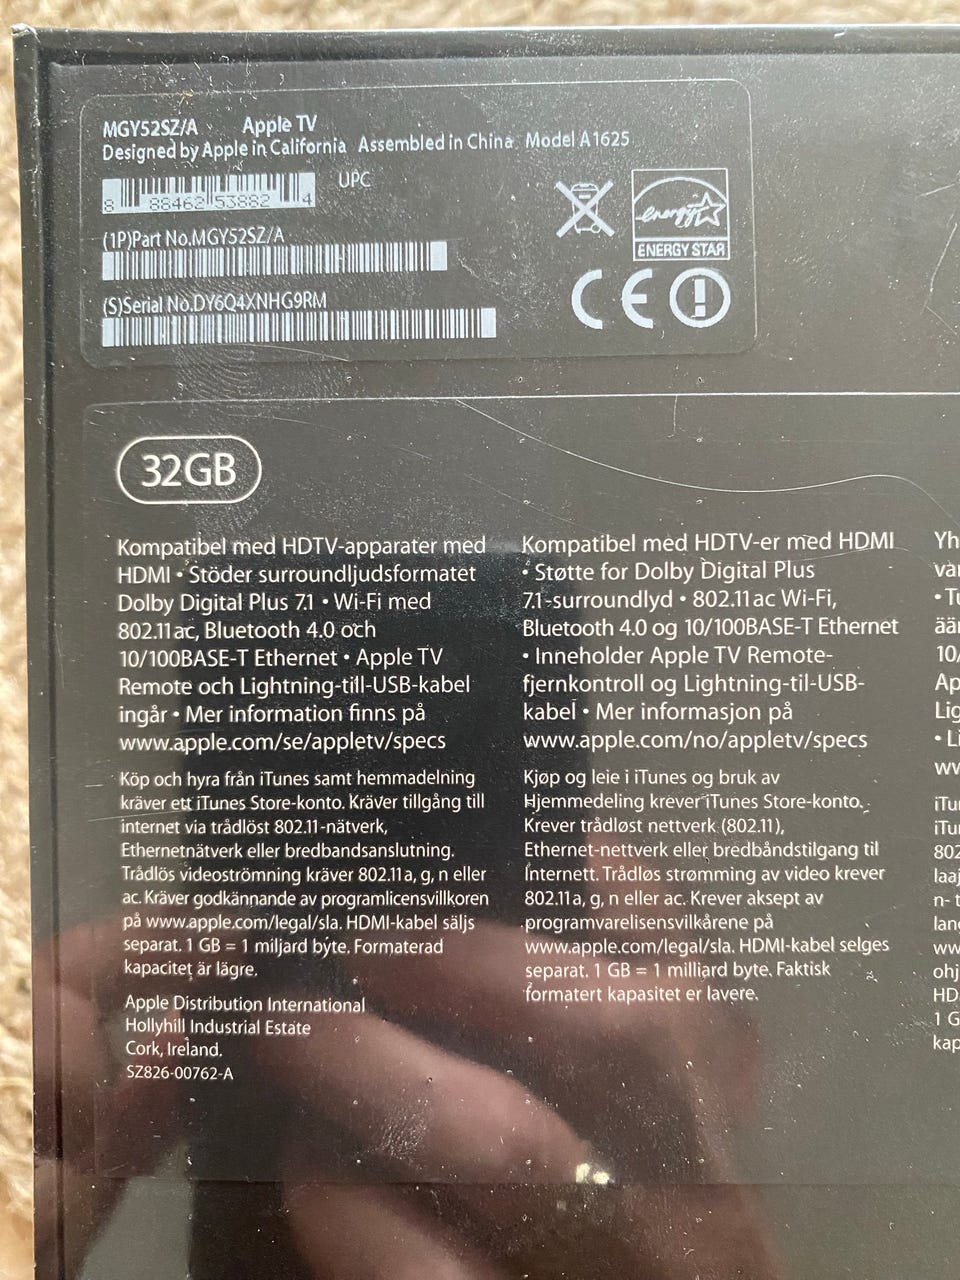 MGY52SZ/A Apple TV
Designed by Apple in California Assembled in China Model A1625
UPC
8 88462 53882 4
(1P)Part No.MGY52SZ/A
(S)Serial No.DY6Q4XNHG9RM
energy
ENERGY STAR
CE
32GB
Kompatibel med HDTV-apparater med
HDMI • Stöder surroundljudsformatet
Dolby Digital Plus 7.1 • Wi-Fi med
802.11ac, Bluetooth 4.0 och
10/100BASE-T Ethernet • Apple TV
Remote och Lightning-till-USB-kabel
ingår • Mer information finns på
www.apple.com/se/appletv/specs
Köp och hyra från iTunes samt hemmadelning
kräver ett iTunes Store-konto. Kräver tillgång till
internet via trådlöst 802.11-nätverk,
Ethernetnätverk eller bredbandsanslutning.
Trådlös videoströmning kräver 802.11a, g, n eller
ac. Kräver godkännande av programlicensvillkoren
på www.apple.com/legal/sla. HDMI-kabel säljs
separat. 1 GB = 1 miljard byte. Formaterad
kapacitet är lägre.
Apple Distribution International
Hollyhill Industrial Estate
Cork, Ireland.
SZ826-00762-A
Kompatibel med HDTV-er med HDMI
• Støtte for Dolby Digital Plus
7.1-surroundlyd • 802.11ac Wi-Fi,
Bluetooth 4.0 og 10/100BASE-T Ethernet
• Inneholder Apple TV Remote-
fjernkontroll og Lightning-til-USB-
kabel • Mer informasjon på
www.apple.com/no/appletv/specs
Kjøp og leie i iTunes og bruk av
Hjemmedeling krever iTunes Store-konto.
Krever trådløst nettverk (802.11),
Ethernet-nettverk eller bredbåndstilgang til
Internett. Trådløs strømming av video krever
802.11a, g, n eller ac. Krever aksept av
programvarelisensvilkårene på
www.apple.com/legal/sla. HDMI-kabel selges
separat. 1 GB = 1 milliard byte. Faktisk
formatert kapasitet er lavere.